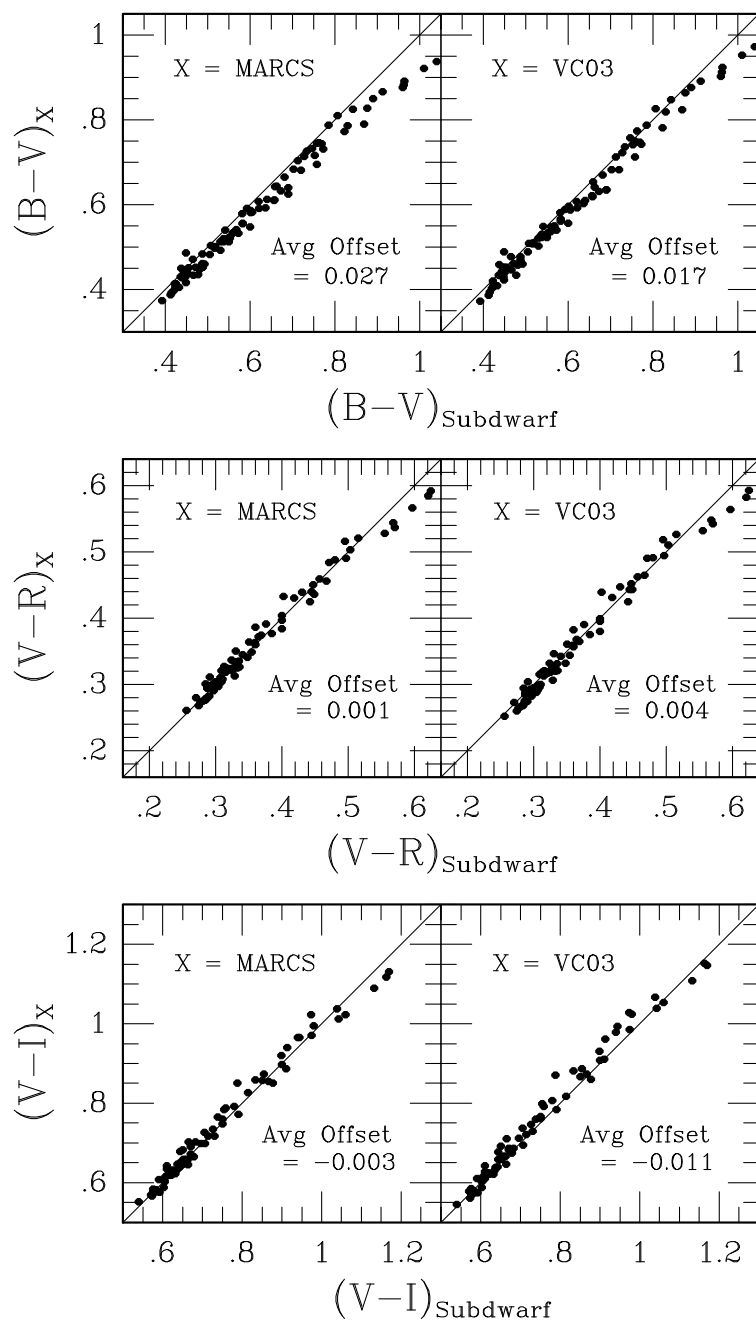 1
.8
.6
.4
(B−V)X
X = MARCS
Avg Offset
= 0.027
X = VC03
Avg Offset
= 0.017
.4 .6 .8 1 .4 .6 .8 1
(B−V)Subdwarf
.6
.5
.4
.3
.2
(V−R)X
X = MARCS
Avg Offset
= 0.001
X = VC03
Avg Offset
= 0.004
.2 .3 .4 .5 .6 .2 .3 .4 .5 .6
(V−R)Subdwarf
1.2
1
.8
.6
(V−I)X
X = MARCS
Avg Offset
= −0.003
X = VC03
Avg Offset
= −0.011
.6 .8 1 1.2 .6 .8 1 1.2
(V−I)Subdwarf